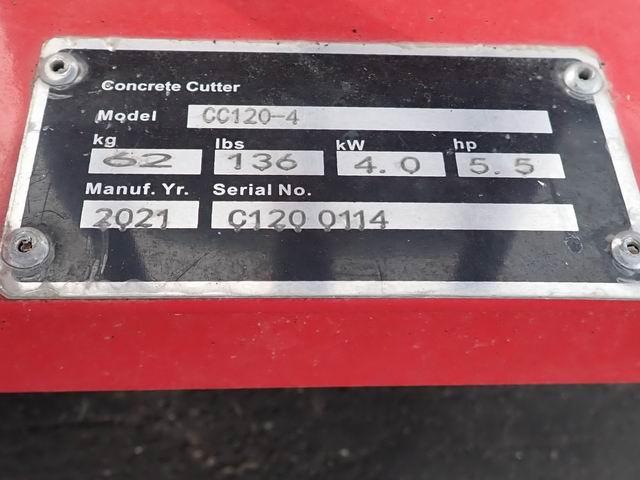 Concrete Cutter
Model CC120-4
kg lbs kW hp
62 136 4.0 5.5
Manuf. Yr. Serial No.
2021 C120 0114